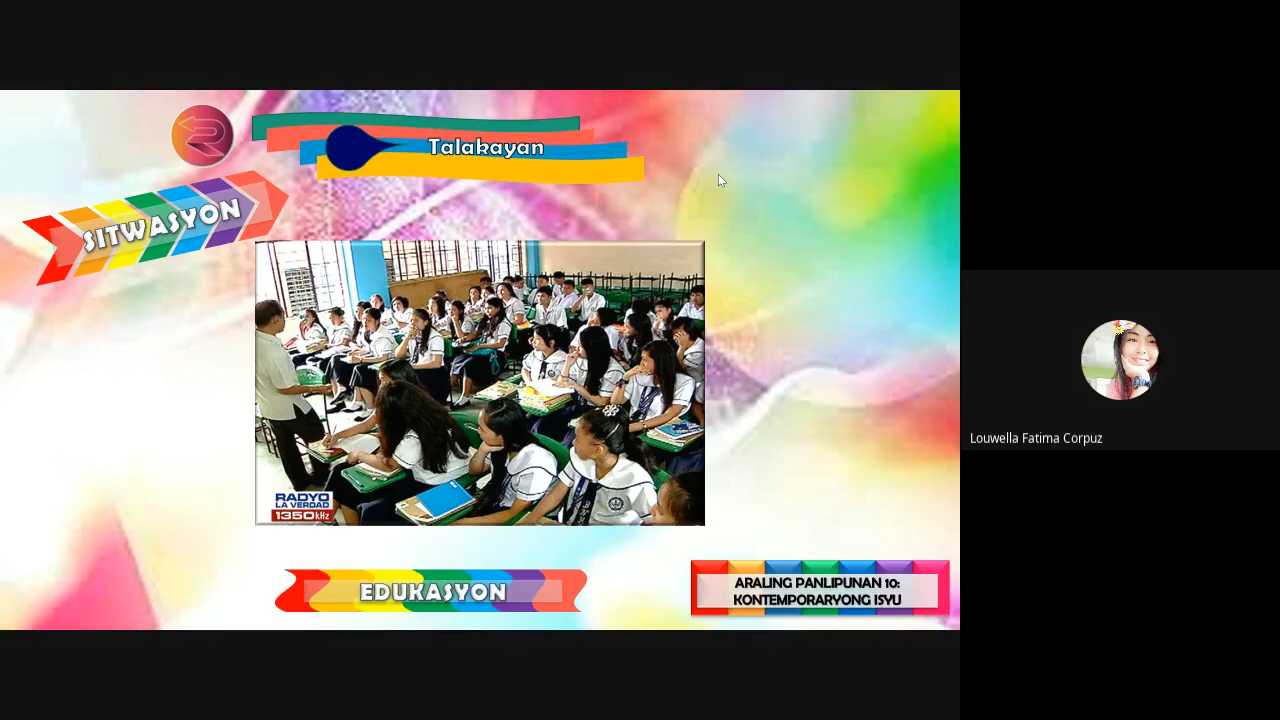 Talakayan
SITWASYON
RADYO
LA VERDAD
1350kHz
EDUKASYON
ARALING PANLIPUNAN 10:
KONTEMPORARYONG ISYU
Louwella Fatima Corpuz